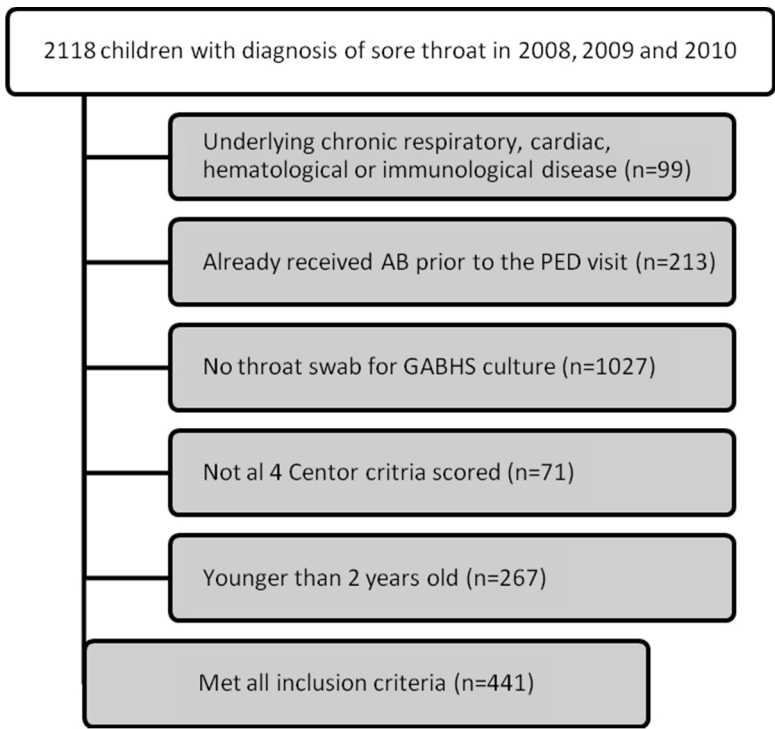 2118 children with diagnosis of sore throat in 2008, 2009 and 2010
Underlying chronic respiratory, cardiac,
hematological or immunological disease (n=99)
Already received AB prior to the PED visit (n=213)
No throat swab for GABHS culture (n=1027)
Not al 4 Centor critria scored (n=71)
Younger than 2 years old (n=267)
Met all inclusion criteria (n=441)